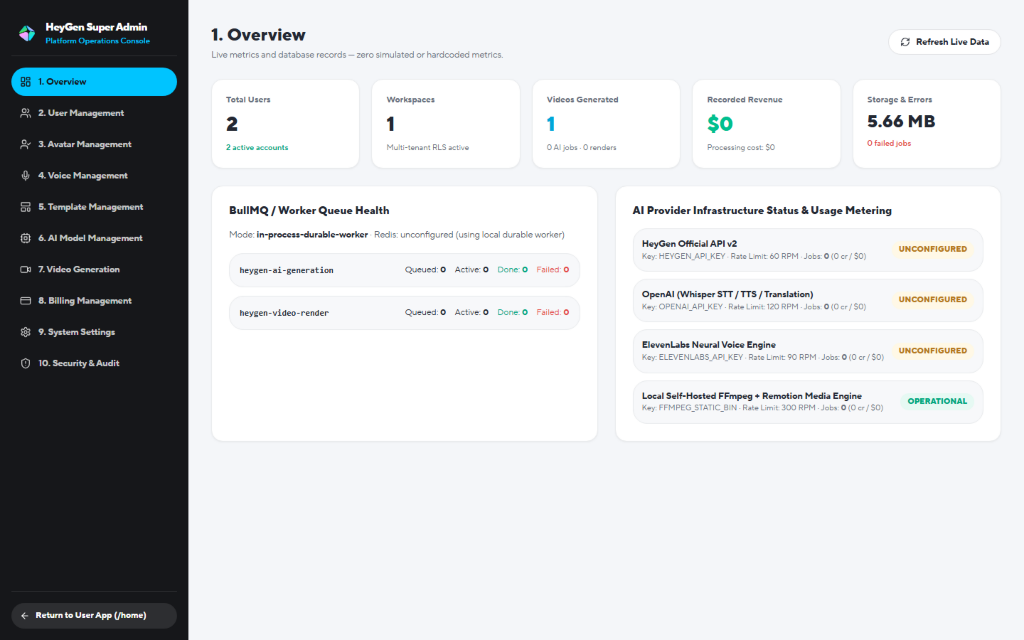 HeyGen Super Admin
Platform Operations Console
1. Overview
2. User Management
3. Avatar Management
4. Voice Management
5. Template Management
6. AI Model Management
7. Video Generation
8. Billing Management
9. System Settings
10. Security & Audit
Return to User App (/home)
1. Overview
Live metrics and database records — zero simulated or hardcoded metrics.
Refresh Live Data
Total Users
2
2 active accounts
Workspaces
1
Multi-tenant RLS active
Videos Generated
1
0 AI jobs · 0 renders
Recorded Revenue
$0
Processing cost: $0
Storage & Errors
5.66 MB
0 failed jobs
BullMQ / Worker Queue Health
Mode: in-process-durable-worker · Redis: unconfigured (using local durable worker)
heygen-ai-generation Queued: 0 Active: 0 Done: 0 Failed: 0
heygen-video-render Queued: 0 Active: 0 Done: 0 Failed: 0
AI Provider Infrastructure Status & Usage Metering
HeyGen Official API v2
Key: HEYGEN_API_KEY · Rate Limit: 60 RPM · Jobs: 0 (0 cr / $0)
UNCONFIGURED
OpenAI (Whisper STT / TTS / Translation)
Key: OPENAI_API_KEY · Rate Limit: 120 RPM · Jobs: 0 (0 cr / $0)
UNCONFIGURED
ElevenLabs Neural Voice Engine
Key: ELEVENLABS_API_KEY · Rate Limit: 90 RPM · Jobs: 0 (0 cr / $0)
UNCONFIGURED
Local Self-Hosted FFmpeg + Remotion Media Engine
Key: FFMPEG_STATIC_BIN · Rate Limit: 300 RPM · Jobs: 0 (0 cr / $0)
OPERATIONAL